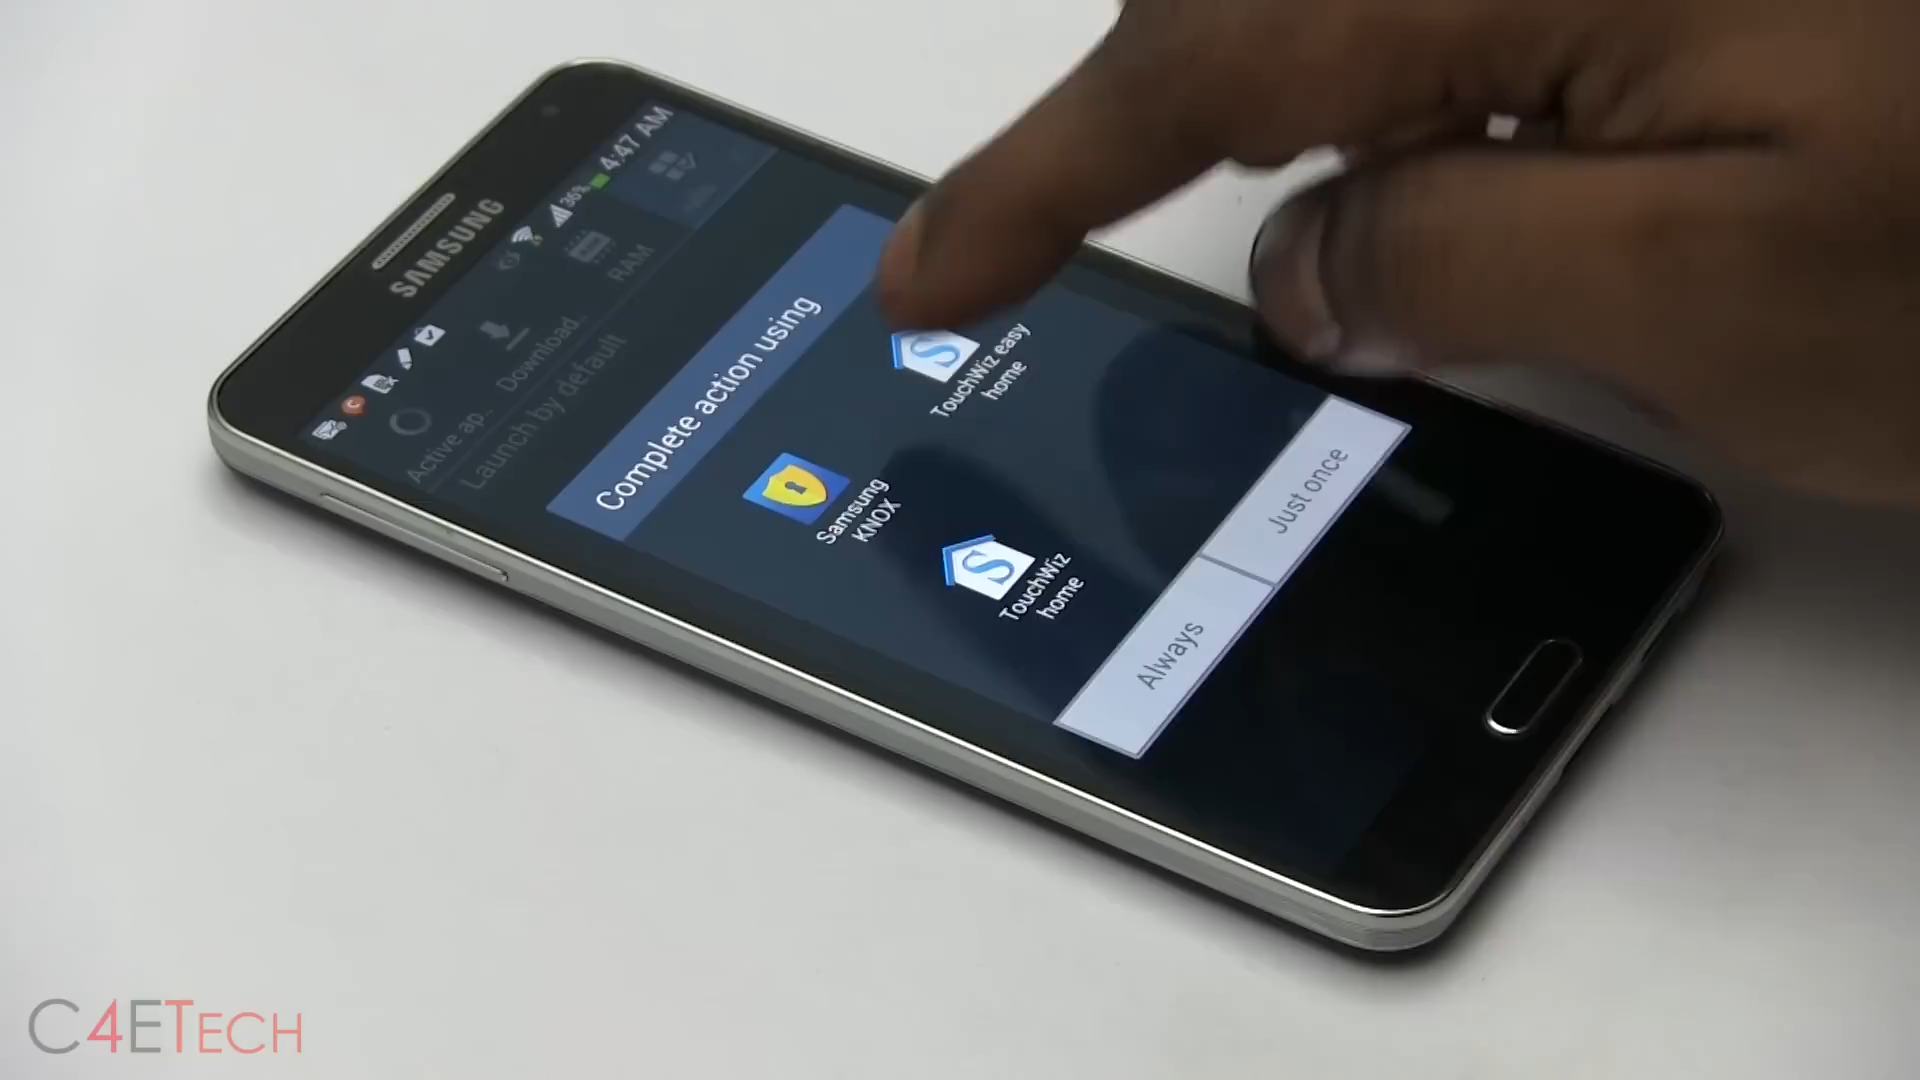 SAMSUNG
36% 4:47 AM
Active ap..
Download..
RAM
Launch by default
Complete action using
Samsung
KNOX
TouchWiz easy
home
TouchWiz
home
Always
Just once
C4ETECH